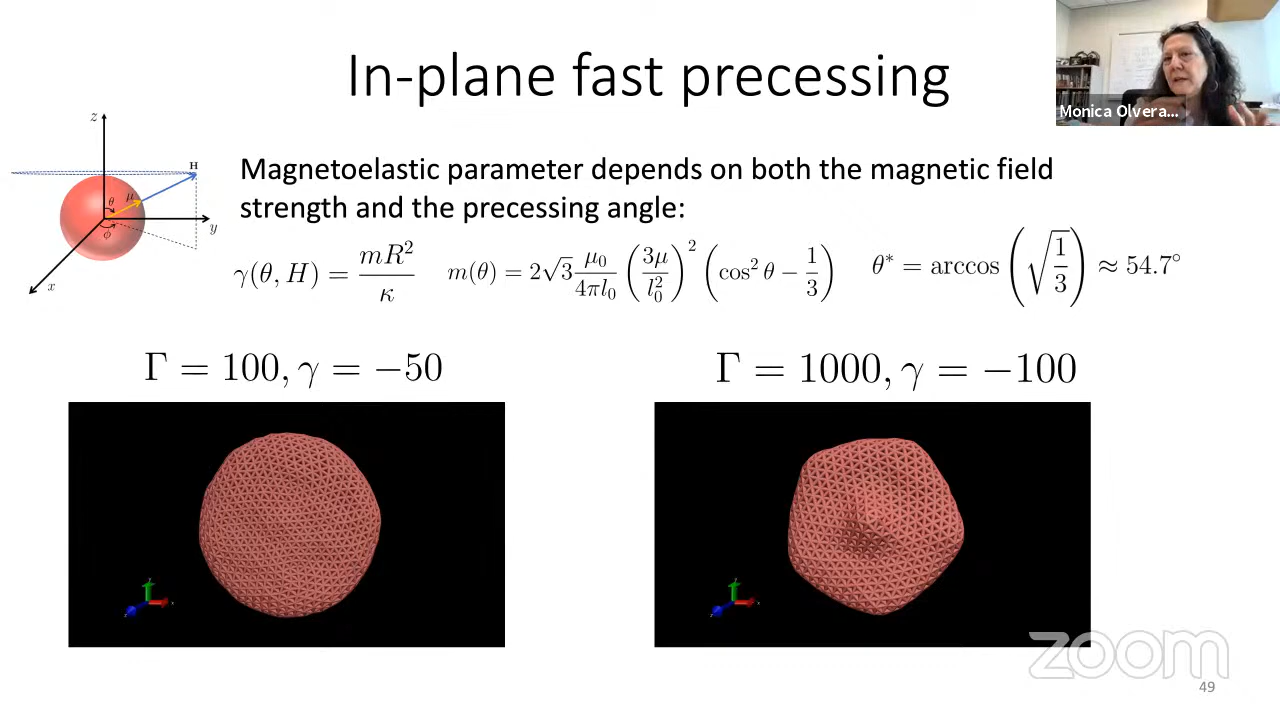 In-plane fast precessing
Monica Olvera...
z
H
θ
μ
φ
y
x
Magnetoelastic parameter depends on both the magnetic field
strength and the precessing angle:
γ(θ, H) = mR²/κ
m(θ) = 2√3 μ₀/4πl₀ (3μ/l₀²)² (cos² θ − 1/3)
θ* = arccos (√(1/3)) ≈ 54.7°
Γ = 100, γ = −50
Γ = 1000, γ = −100
zoom
49